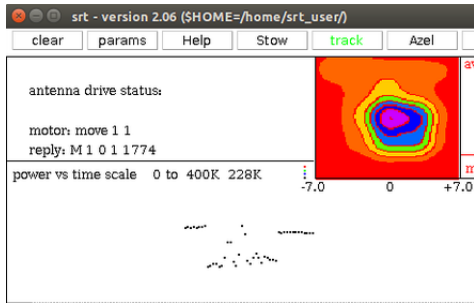 srt - version 2.06 ($HOME=/home/srt_user/)
clear params Help Stow track Azel
antenna drive status:
motor: move 1 1
reply: M 1 0 1 1774
power vs time scale 0 to 400K 228K
-7.0 0 +7.0